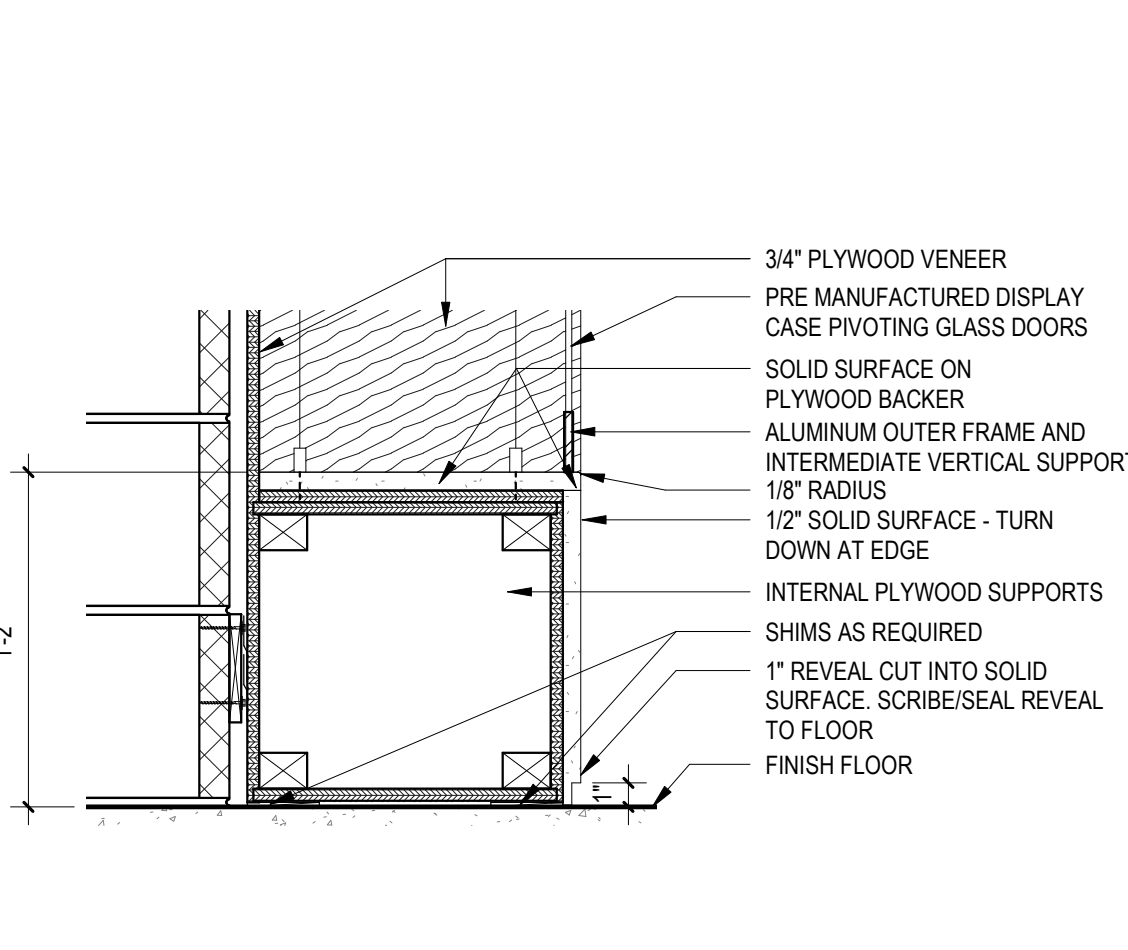 3/4" PLYWOOD VENEER
PRE MANUFACTURED DISPLAY
CASE PIVOTING GLASS DOORS
SOLID SURFACE ON
PLYWOOD BACKER
ALUMINUM OUTER FRAME AND
INTERMEDIATE VERTICAL SUPPORT
1/8" RADIUS
1/2" SOLID SURFACE - TURN
DOWN AT EDGE
INTERNAL PLYWOOD SUPPORTS
SHIMS AS REQUIRED
1" REVEAL CUT INTO SOLID
SURFACE. SCRIBE/SEAL REVEAL
TO FLOOR
FINISH FLOOR
1"